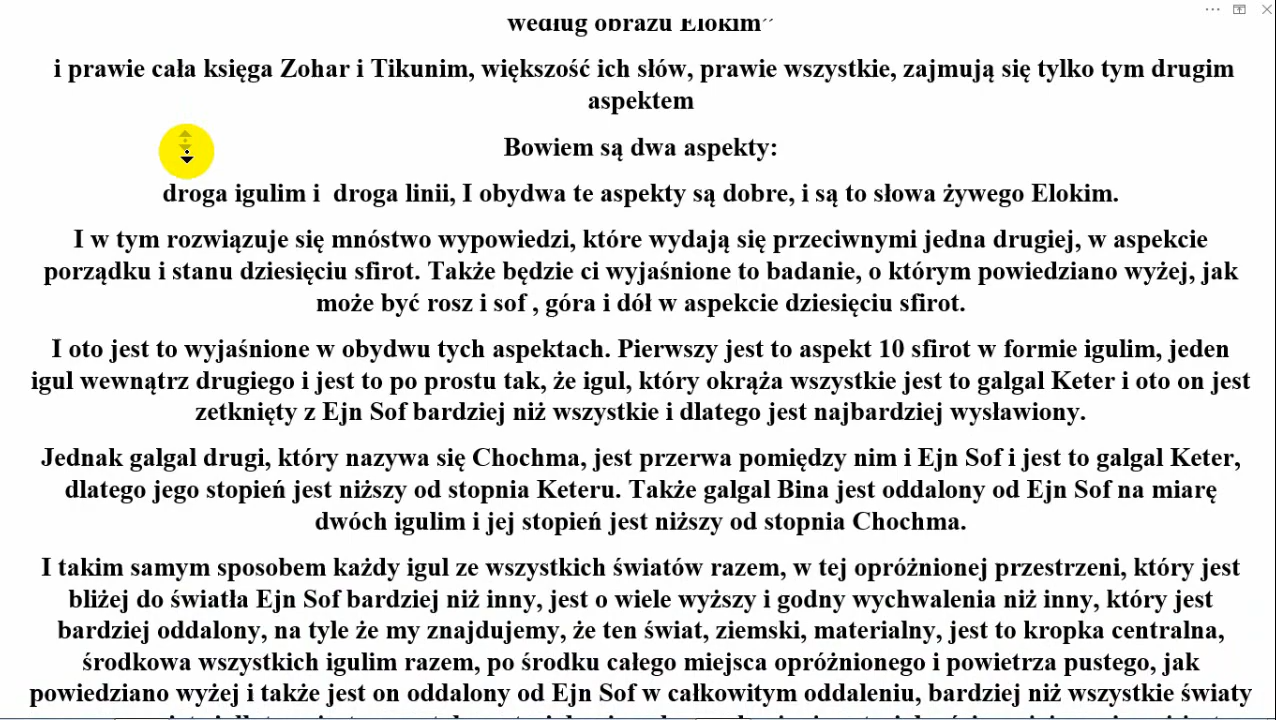 według obrazu Elokim”
i prawie cała księga Zohar i Tikunim, większość ich słów, prawie wszystkie, zajmują się tylko tym drugim
aspektem
Bowiem są dwa aspekty:
droga igulim i droga linii, I obydwa te aspekty są dobre, i są to słowa żywego Elokim.
I w tym rozwiązuje się mnóstwo wypowiedzi, które wydają się przeciwnymi jedna drugiej, w aspekcie
porządku i stanu dziesięciu sfirot. Także będzie ci wyjaśnione to badanie, o którym powiedziano wyżej, jak
może być rosz i sof , góra i dół w aspekcie dziesięciu sfirot.
I oto jest to wyjaśnione w obydwu tych aspektach. Pierwszy jest to aspekt 10 sfirot w formie igulim, jeden
igul wewnątrz drugiego i jest to po prostu tak, że igul, który okrąża wszystkie jest to galgal Keter i oto on jest
zetknięty z Ejn Sof bardziej niż wszystkie i dlatego jest najbardziej wysławiony.
Jednak galgal drugi, który nazywa się Chochma, jest przerwa pomiędzy nim i Ejn Sof i jest to galgal Keter,
dlatego jego stopień jest niższy od stopnia Keteru. Także galgal Bina jest oddalony od Ejn Sof na miarę
dwóch igulim i jej stopień jest niższy od stopnia Chochma.
I takim samym sposobem każdy igul ze wszystkich światów razem, w tej opróżnionej przestrzeni, który jest
bliżej do światła Ejn Sof bardziej niż inny, jest o wiele wyższy i godny wychwalenia niż inny, który jest
bardziej oddalony, na tyle że my znajdujemy, że ten świat, ziemski, materialny, jest to kropka centralna,
środkowa wszystkich igulim razem, po środku całego miejsca opróżnionego i powietrza pustego, jak
powiedziano wyżej i także jest on oddalony od Ejn Sof w całkowitym oddaleniu, bardziej niż wszystkie światy